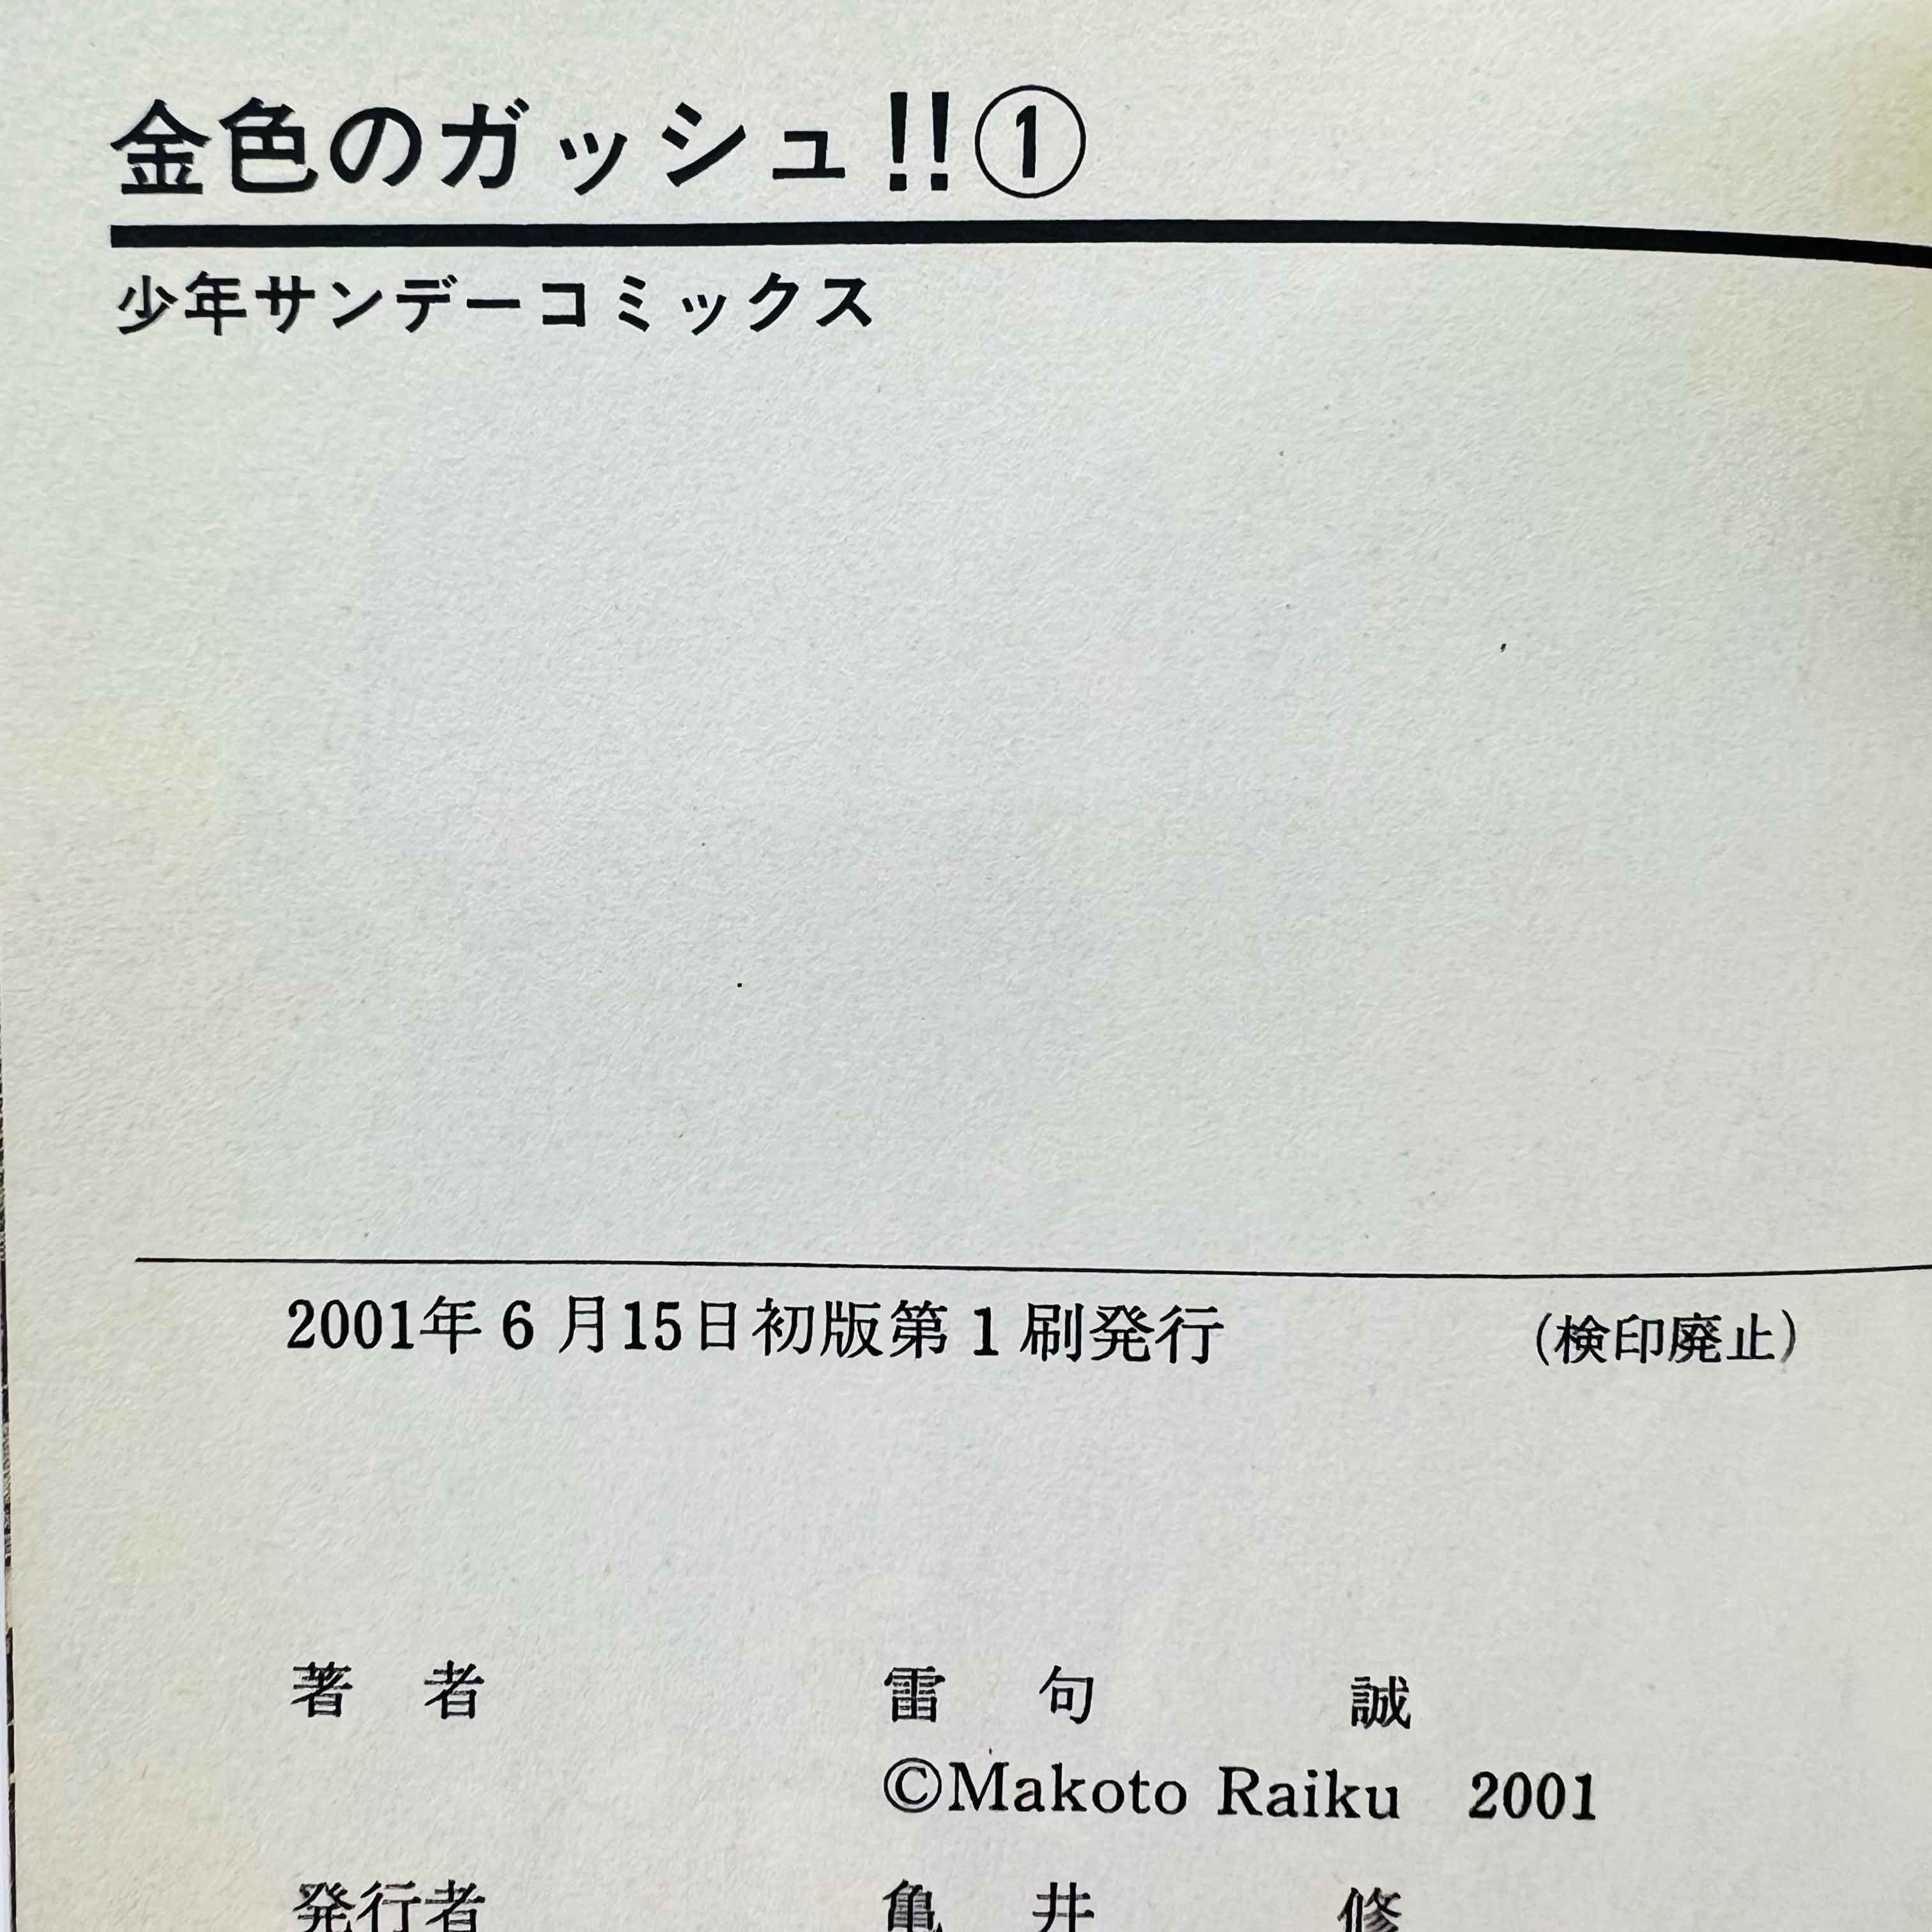 金色のガッシュ!!①
少年サンデーコミックス
2001年6月15日初版第1刷発行 (検印廃止)
著者 雷句 誠
©Makoto Raiku 2001
発行者 亀井 修